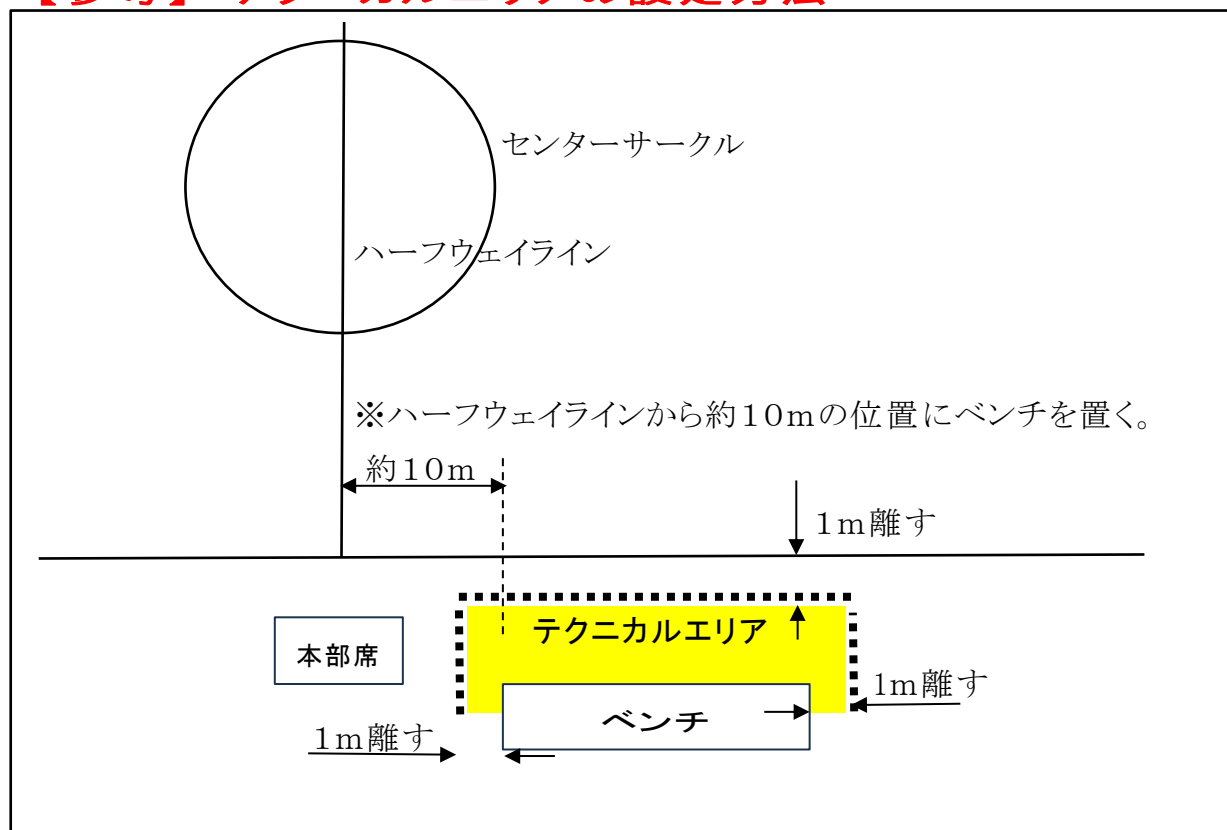 センターサークル
ハーフウェイライン
※ハーフウェイラインから約10mの位置にベンチを置く。
約10m
1m離す
テクニカルエリア
本部席
1m離す
ベンチ
1m離す